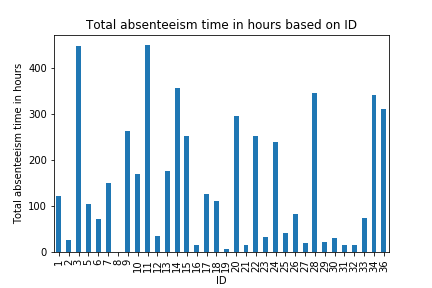 Total absenteeism time in hours based on ID
Total absenteeism time in hours
400
300
200
100
0
1 2 3 5 6 7 8 9 10 11 12 13 14 15 16 17 18 19 20 21 22 23 24 25 26 27 28 29 30 31 32 33 34 36
ID